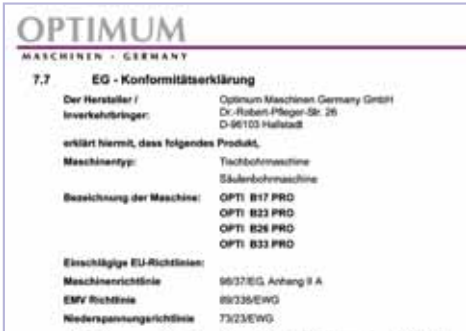 OPTIMUM
MASCHINEN - GERMANY
7.7 EG - Konformitätserklärung
Der Hersteller / Optimum Maschinen Germany GmbH
Inverkehrbringer: Dr.-Robert-Pfleger-Str. 26
D-96103 Hallstadt
erklärt hiermit, dass folgendes Produkt,
Maschinentyp: Tischbohrmaschine
Säulenbohrmaschine
Bezeichnung der Maschine: OPTI B17 PRO
OPTI B23 PRO
OPTI B26 PRO
OPTI B33 PRO
Einschlägige EU-Richtlinien:
Maschinenrichtlinie 98/37/EG, Anhang II A
EMV Richtlinie 89/336/EWG
Niederspannungsrichtlinie 73/23/EWG